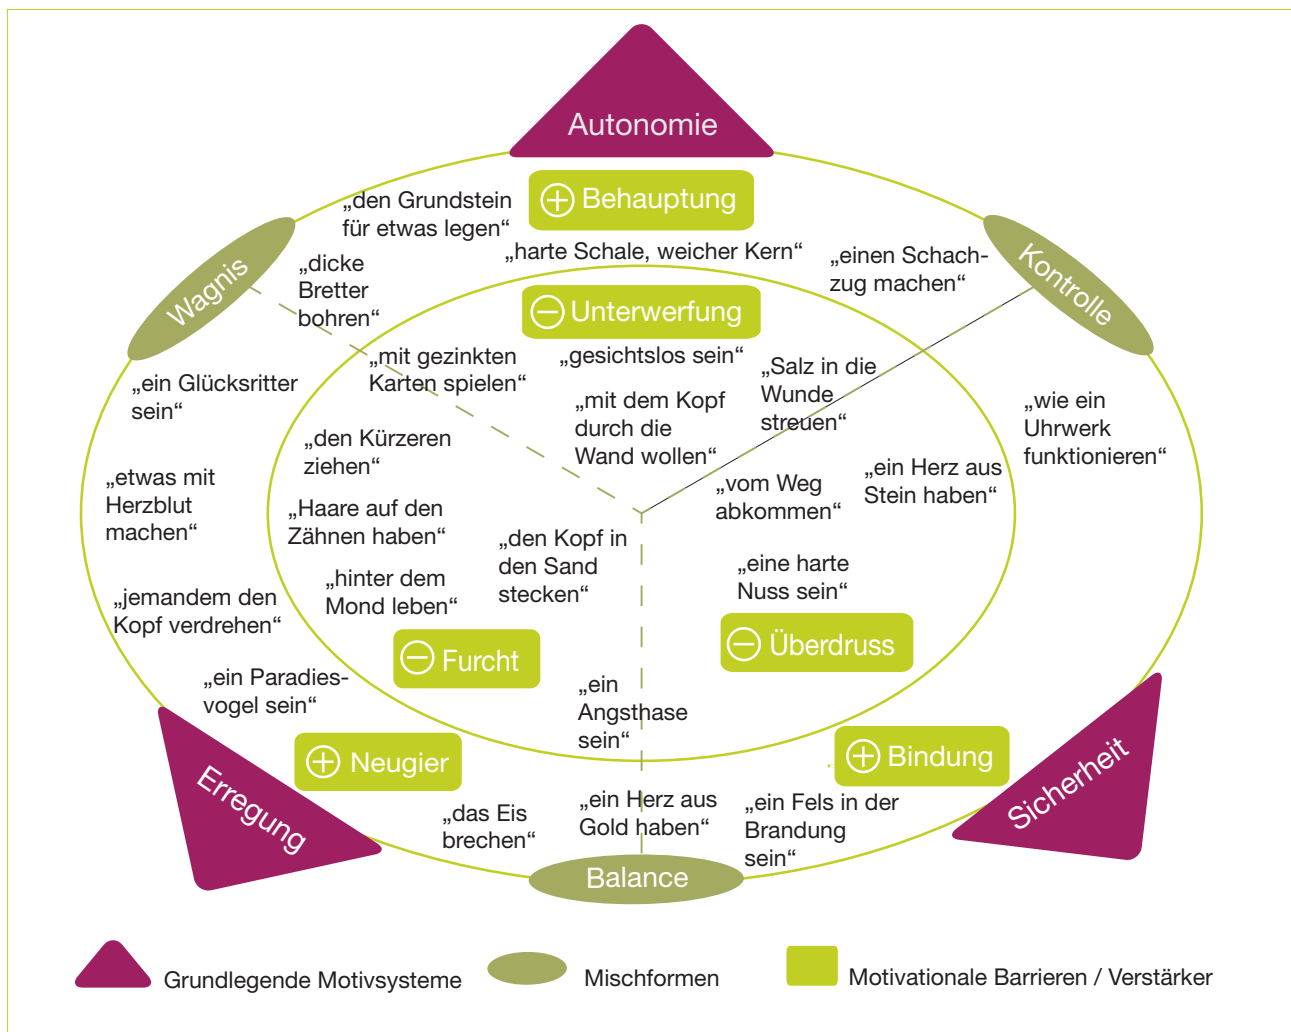 Autonomie
Behauptung
„den Grundstein
für etwas legen“
„harte Schale, weicher Kern“
Wagnis
„dicke
Bretter
bohren“
„einen Schach-
zug machen“
Kontrolle
Unterwerfung
„mit gezinkten
Karten spielen“
„gesichtslos sein“
„Salz in die
Wunde
streuen“
„ein Glücksritter
sein“
„mit dem Kopf
durch die
Wand wollen“
„wie ein
Uhrwerk
funktionieren“
„den Kürzeren
ziehen“
„etwas mit
Herzblut
machen“
„vom Weg
abkommen“
„ein Herz aus
Stein haben“
„Haare auf den
Zähnen haben“
„den Kopf in
den Sand
stecken“
„eine harte
Nuss sein“
„hinter dem
Mond leben“
„jemandem den
Kopf verdrehen“
Furcht
Überdruss
„ein Paradies-
vogel sein“
„ein
Angsthase
sein“
Neugier
Bindung
Erregung
Sicherheit
„das Eis
brechen“
„ein Herz aus
Gold haben“
„ein Fels in der
Brandung
sein“
Balance
Grundlegende Motivsysteme
Mischformen
Motivationale Barrieren / Verstärker